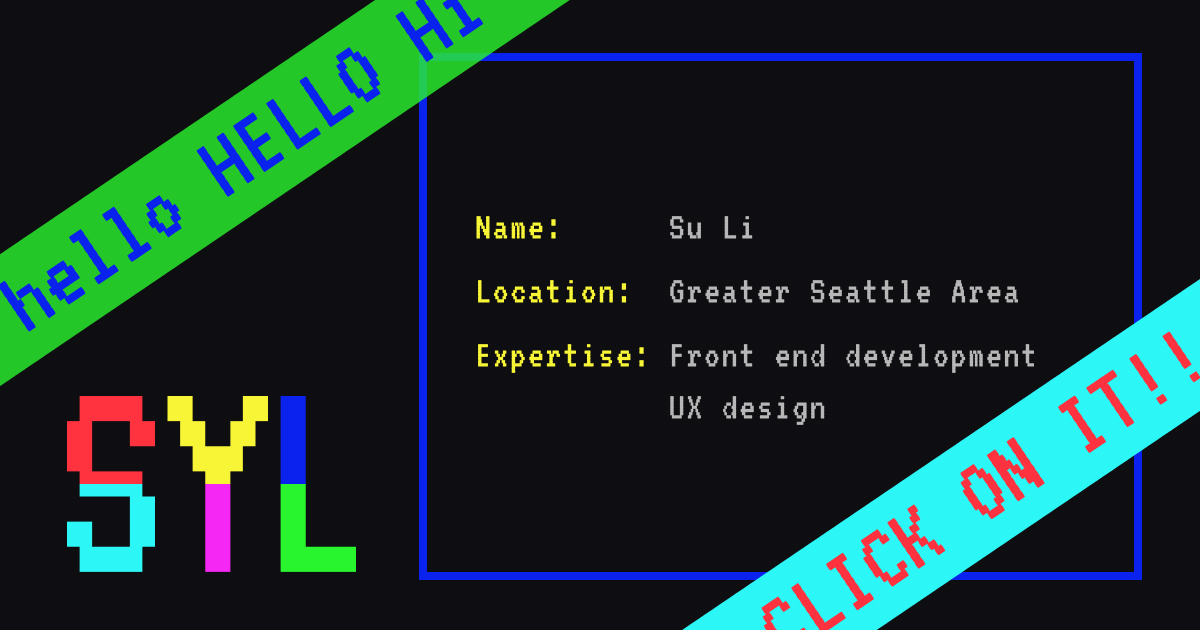 hello HELLO Hi
Name: Su Li
Location: Greater Seattle Area
Expertise: Front end development
UX design
SYL
CLICK ON IT!!